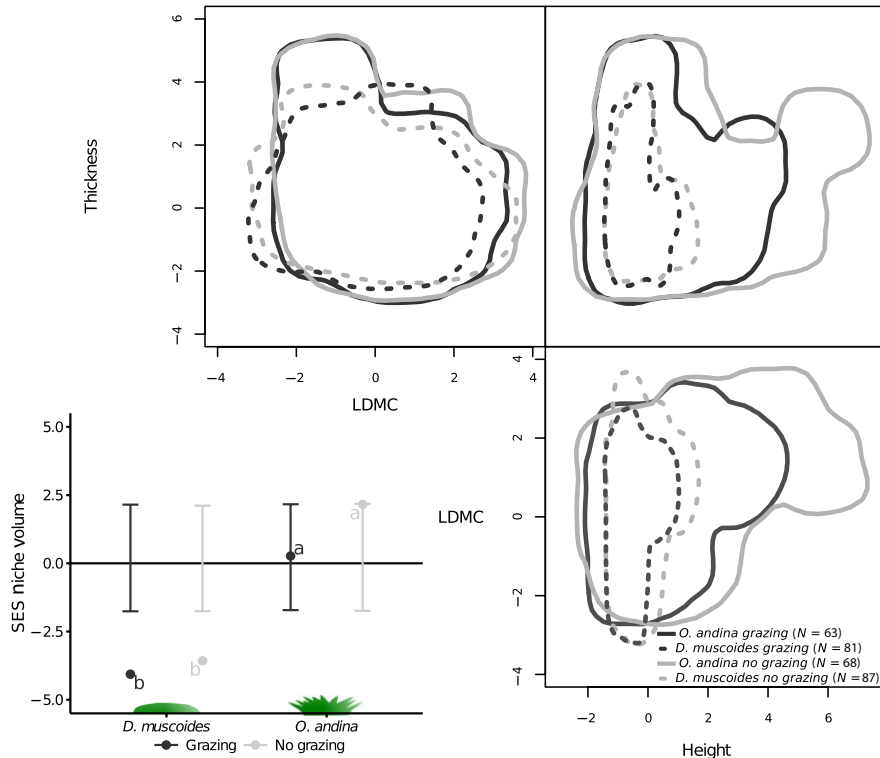 6
4
2
0
−2
−4
Thickness
−4 −2 0 2 4
LDMC
4
2
0
−2
−4
LDMC
O. andina grazing (N = 63)
D. muscoides grazing (N = 81)
O. andina no grazing (N = 68)
D. muscoides no grazing (N = 87)
−2 0 2 4 6
Height
5.0
2.5
0.0
−2.5
−5.0
SES niche volume
a
a
b
b
D. muscoides O. andina
Grazing No grazing